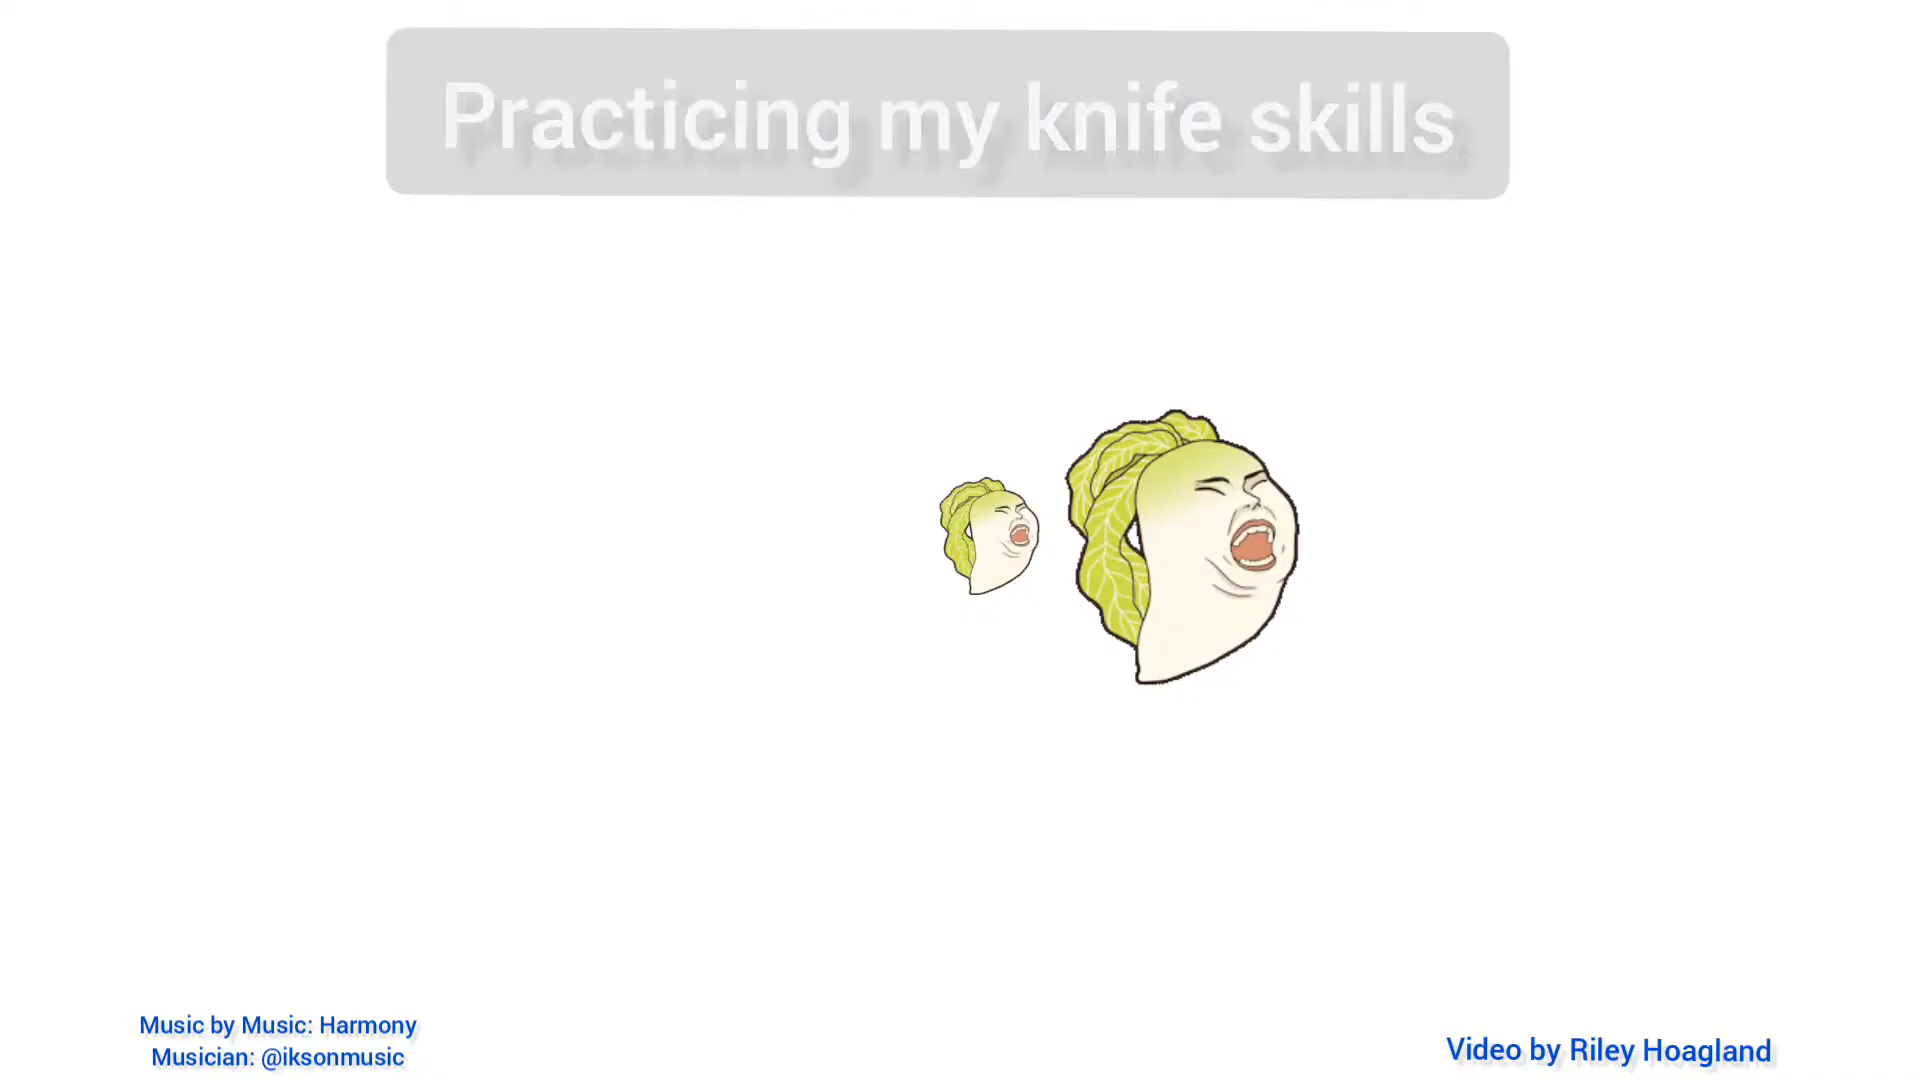 Practicing my knife skills
Music by Music: Harmony
Musician: @iksonmusic
Video by Riley Hoagland